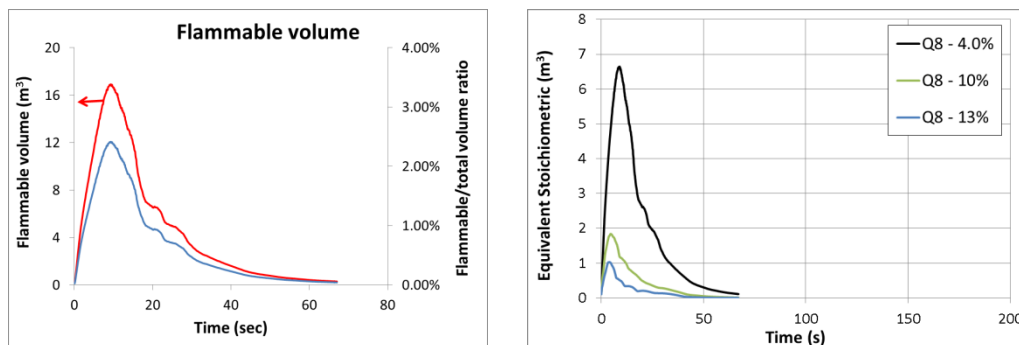 Flammable volume
20
16
12
8
4
0
Flammable volume (m³)
4.00%
3.00%
2.00%
1.00%
0.00%
Flammable/total volume ratio
0 20 40 60 80
Time (sec)
8
7
6
5
4
3
2
1
0
Equivalent Stoichiometric (m³)
Q8 - 4.0%
Q8 - 10%
Q8 - 13%
0 50 100 150 200
Time (s)